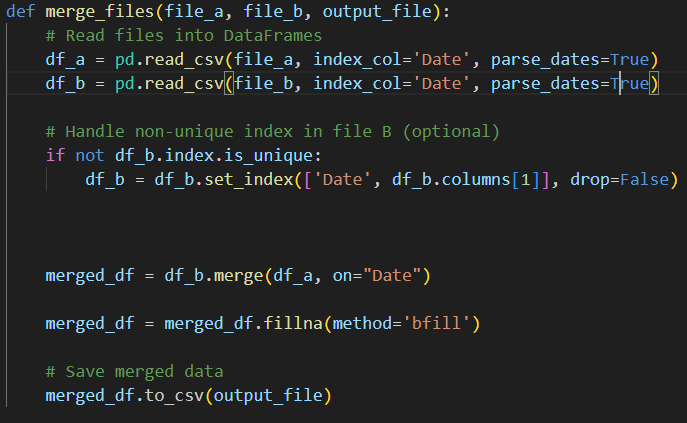 def merge_files(file_a, file_b, output_file):
    # Read files into DataFrames
    df_a = pd.read_csv(file_a, index_col='Date', parse_dates=True)
    df_b = pd.read_csv(file_b, index_col='Date', parse_dates=True)
    # Handle non-unique index in file B (optional)
    if not df_b.index.is_unique:
        df_b = df_b.set_index(['Date', df_b.columns[1]], drop=False)
    merged_df = df_b.merge(df_a, on="Date")
    merged_df = merged_df.fillna(method='bfill')
    # Save merged data
    merged_df.to_csv(output_file)